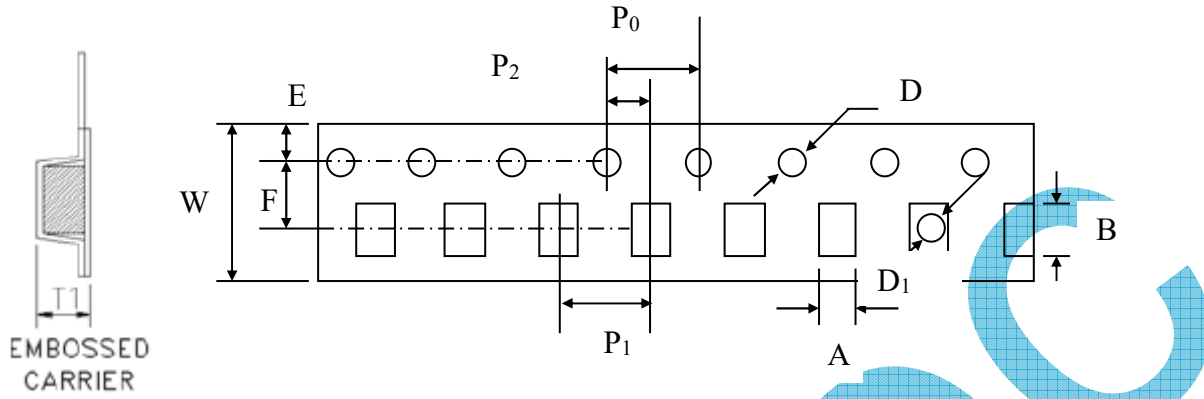 P₀
P₂
E
D
W
F
B
D₁
T1
P₁
A
EMBOSSED
CARRIER